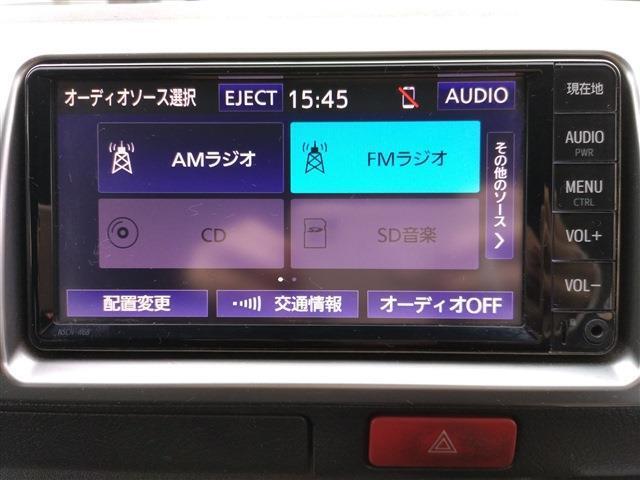 オーディオソース選択 EJECT 15:45 AUDIO
AMラジオ FMラジオ
CD SD音楽
その他のソース
配置変更 交通情報 オーディオOFF
現在地
AUDIO
PWR
MENU
CTRL
VOL+
VOL−